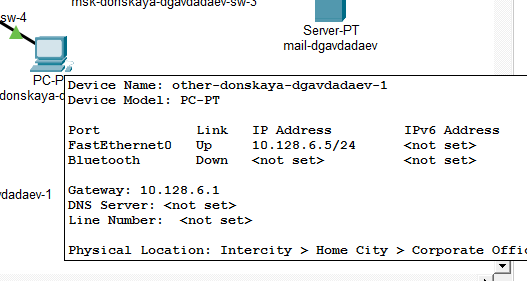 msk-donskaya-dgavdadaev-sw-3
sw-4
Server-PT
mail-dgavdadaev
PC-P
donskaya-d
Device Name: other-donskaya-dgavdadaev-1
Device Model: PC-PT
Port Link IP Address IPv6 Address
FastEthernet0 Up 10.128.6.5/24 <not set>
Bluetooth Down <not set> <not set>
vdadaev-1
Gateway: 10.128.6.1
DNS Server: <not set>
Line Number: <not set>
Physical Location: Intercity > Home City > Corporate Offic